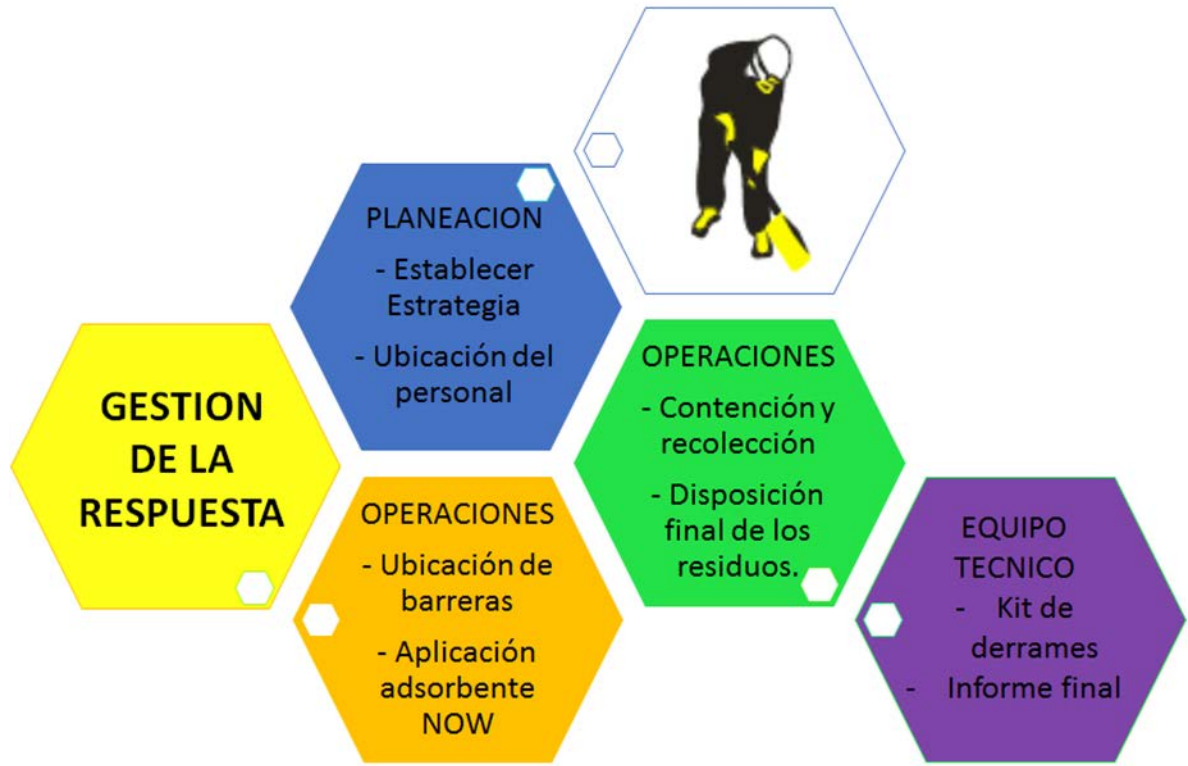 GESTION
DE LA
RESPUESTA
PLANEACION
- Establecer
Estrategia
- Ubicación del
personal
OPERACIONES
- Ubicación de
barreras
- Aplicación
adsorbente
NOW
OPERACIONES
- Contención y
recolección
- Disposición
final de los
residuos.
EQUIPO
TECNICO
- Kit de
derrames
- Informe final